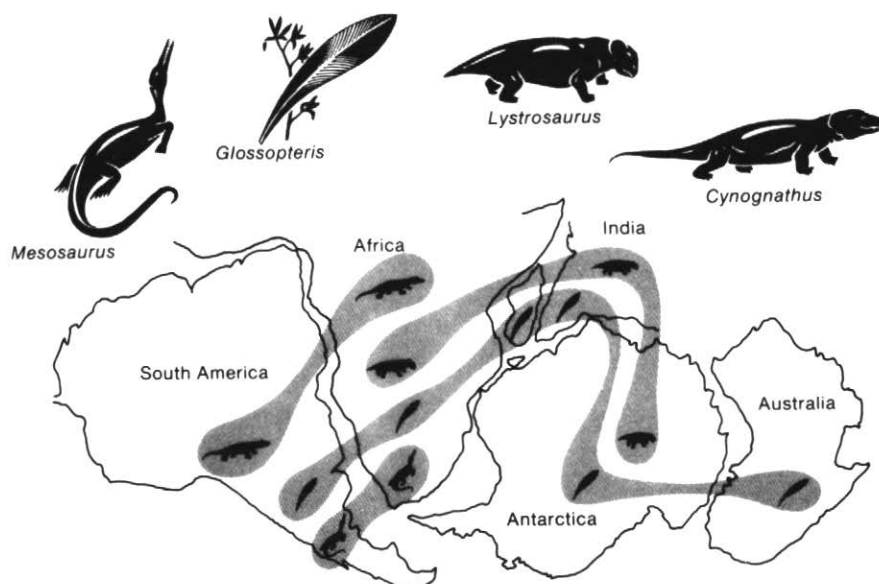 Glossopteris
Lystrosaurus
Cynognathus
Mesosaurus
Africa
India
South America
Australia
Antarctica